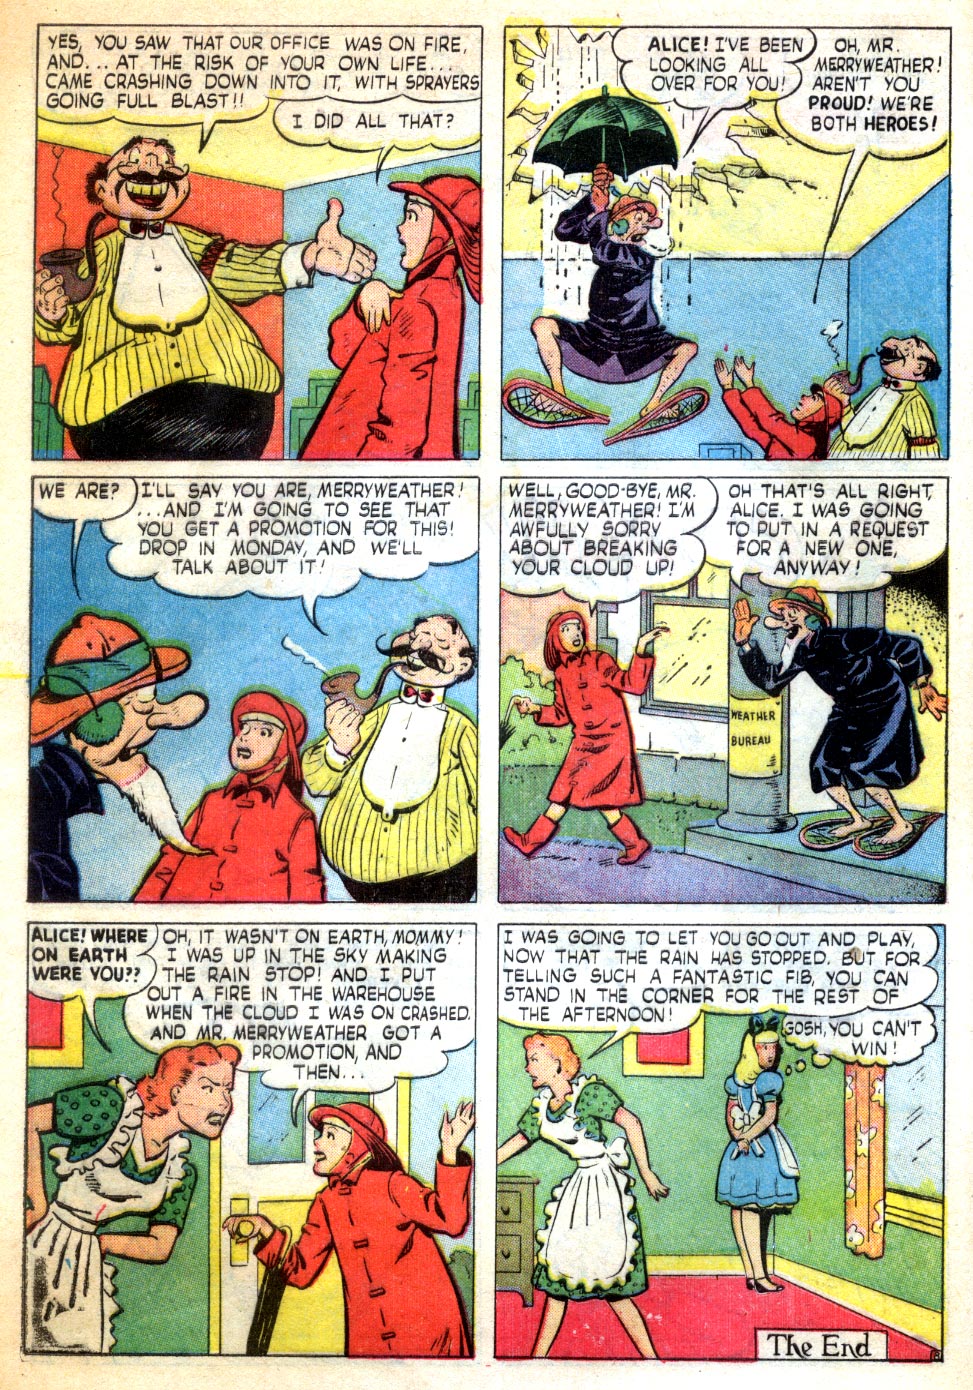 YES, YOU SAW THAT OUR OFFICE WAS ON FIRE,
AND... AT THE RISK OF YOUR OWN LIFE...
CAME CRASHING DOWN INTO IT, WITH SPRAYERS
GOING FULL BLAST!!
I DID ALL THAT?
ALICE! I'VE BEEN
LOOKING ALL
OVER FOR YOU!
OH, MR.
MERRYWEATHER!
AREN'T YOU
PROUD! WE'RE
BOTH HEROES!
WE ARE?
I'LL SAY YOU ARE, MERRYWEATHER!
...AND I'M GOING TO SEE THAT
YOU GET A PROMOTION FOR THIS!
DROP IN MONDAY, AND WE'LL
TALK ABOUT IT!
WELL, GOOD-BYE, MR.
MERRYWEATHER! I'M
AWFULLY SORRY
ABOUT BREAKING
YOUR CLOUD UP!
OH THAT'S ALL RIGHT,
ALICE. I WAS GOING
TO PUT IN A REQUEST
FOR A NEW ONE,
ANYWAY!
WEATHER
BUREAU
ALICE! WHERE
ON EARTH
WERE YOU??
OH, IT WASN'T ON EARTH, MOMMY!
I WAS UP IN THE SKY MAKING
THE RAIN STOP! AND I PUT
OUT A FIRE IN THE WAREHOUSE
WHEN THE CLOUD I WAS ON CRASHED.
AND MR. MERRYWEATHER GOT A
PROMOTION, AND
THEN...
I WAS GOING TO LET YOU GO OUT AND PLAY,
NOW THAT THE RAIN HAS STOPPED. BUT FOR
TELLING SUCH A FANTASTIC FIB, YOU CAN
STAND IN THE CORNER FOR THE REST OF
THE AFTERNOON!
GOSH, YOU CAN'T
WIN!
The End
8